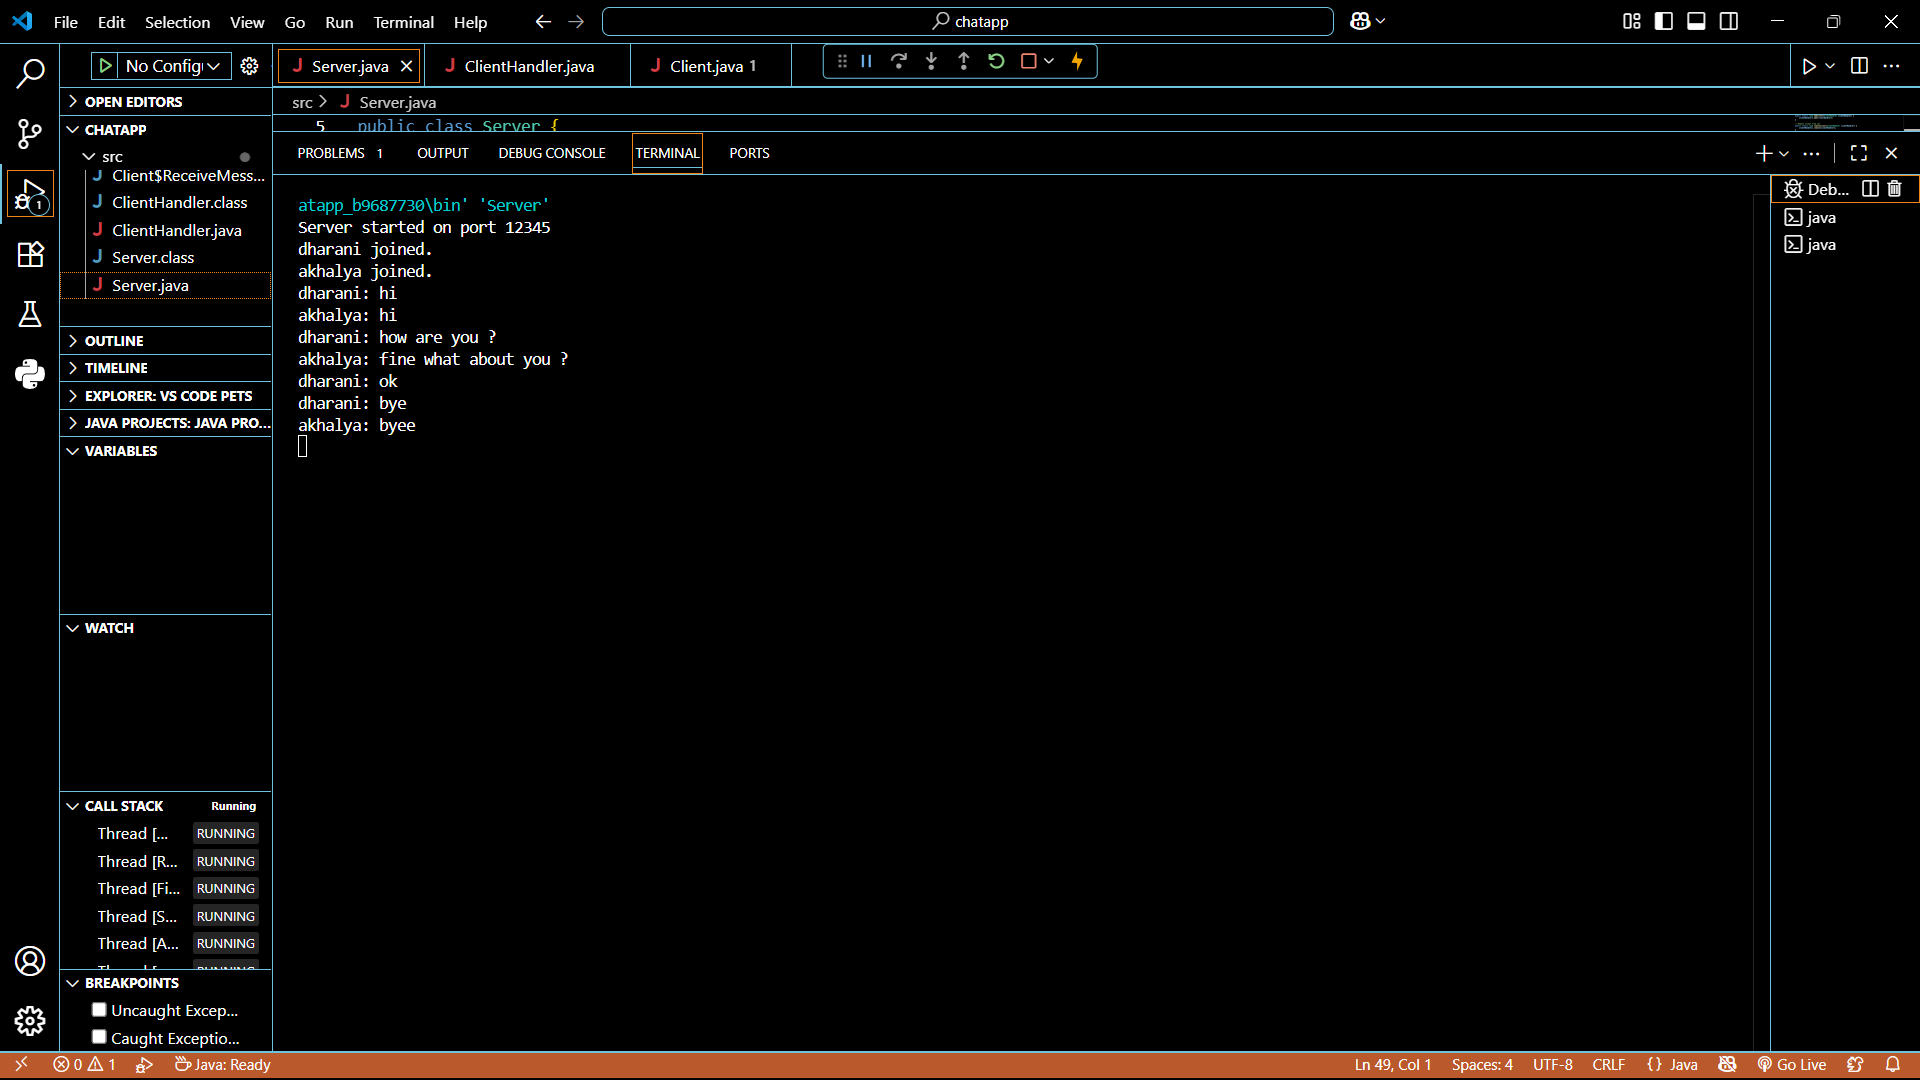 File Edit Selection View Go Run Terminal Help
chatapp
No Config
Server.java
ClientHandler.java
Client.java 1
OPEN EDITORS
CHATAPP
src
Client$ReceiveMess...
ClientHandler.class
ClientHandler.java
Server.class
Server.java
OUTLINE
TIMELINE
EXPLORER: VS CODE PETS
JAVA PROJECTS: JAVA PRO...
VARIABLES
WATCH
CALL STACK Running
Thread [... RUNNING
Thread [R... RUNNING
Thread [Fi... RUNNING
Thread [S... RUNNING
Thread [A... RUNNING
BREAKPOINTS
Uncaught Excep...
Caught Exceptio...
src > Server.java
5 public class Server {
PROBLEMS 1 OUTPUT DEBUG CONSOLE TERMINAL PORTS
atapp_b9687730\bin' 'Server'
Server started on port 12345
dharani joined.
akhalya joined.
dharani: hi
akhalya: hi
dharani: how are you ?
akhalya: fine what about you ?
dharani: ok
dharani: bye
akhalya: byee
Deb...
java
java
0 1 Java: Ready
Ln 49, Col 1 Spaces: 4 UTF-8 CRLF {} Java Go Live